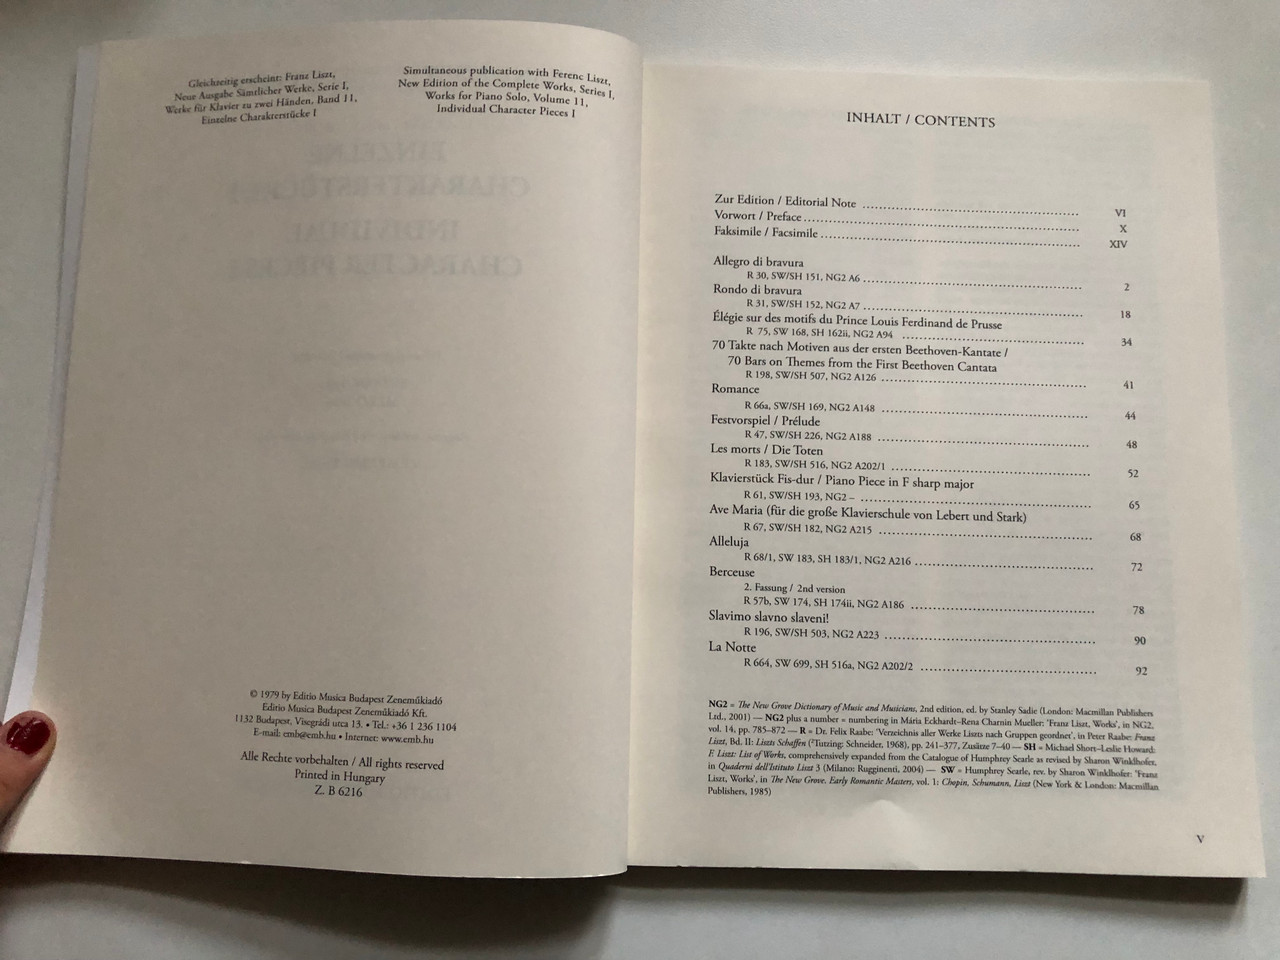 Gleichzeitig erscheint: Franz Liszt,
Neue Ausgabe Sämtlicher Werke, Serie I,
Werke für Klavier zu zwei Händen, Band 11,
Einzelne Charakterstücke I
Simultaneous publication with Ferenc Liszt,
New Edition of the Complete Works, Series I,
Works for Piano Solo, Volume 11,
Individual Character Pieces I
© 1979 by Editio Musica Budapest Zeneműkiadó
Editio Musica Budapest Zeneműkiadó Kft.
1132 Budapest, Visegrádi utca 13. • Tel.: +36 1 236 1104
E-mail: emb@emb.hu • Internet: www.emb.hu
Alle Rechte vorbehalten / All rights reserved
Printed in Hungary
Z. B 6216
INHALT / CONTENTS
Zur Edition / Editorial Note ........ VI
Vorwort / Preface ........ X
Faksimile / Facsimile ........ XIV
Allegro di bravura
R 30, SW/SH 151, NG2 A6 ........ 2
Rondo di bravura
R 31, SW/SH 152, NG2 A7 ........ 18
Élégie sur des motifs du Prince Louis Ferdinand de Prusse
R 75, SW 168, SH 162ii, NG2 A94 ........ 34
70 Takte nach Motiven aus der ersten Beethoven-Kantate /
70 Bars on Themes from the First Beethoven Cantata
R 198, SW/SH 507, NG2 A126 ........ 41
Romance
R 66a, SW/SH 169, NG2 A148 ........ 44
Festvorspiel / Prélude
R 47, SW/SH 226, NG2 A188 ........ 48
Les morts / Die Toten
R 183, SW/SH 516, NG2 A202/1 ........ 52
Klavierstück Fis-dur / Piano Piece in F sharp major
R 61, SW/SH 193, NG2 – ........ 65
Ave Maria (für die große Klavierschule von Lebert und Stark)
R 67, SW/SH 182, NG2 A215 ........ 68
Alleluja
R 68/1, SW 183, SH 183/1, NG2 A216 ........ 72
Berceuse
2. Fassung / 2nd version
R 57b, SW 174, SH 174ii, NG2 A186 ........ 78
Slavimo slavno slaveni!
R 196, SW/SH 503, NG2 A223 ........ 90
La Notte
R 664, SW 699, SH 516a, NG2 A202/2 ........ 92
NG2 = The New Grove Dictionary of Music and Musicians, 2nd edition, ed. by Stanley Sadie (London: Macmillan Publishers
Ltd., 2001) — NG2 plus a number = numbering in Mária Eckhardt–Rena Charnin Mueller: 'Franz Liszt, Works', in NG2,
vol. 14, pp. 785–872 — R = Dr. Felix Raabe: 'Verzeichnis aller Werke Liszts nach Gruppen geordnet', in Peter Raabe: Franz
Liszt, Bd. II: Liszts Schaffen (²Tutzing: Schneider, 1968), pp. 241–377, Zusätze 7–40 — SH = Michael Short–Leslie Howard:
F. Liszt: List of Works, comprehensively expanded from the Catalogue of Humphrey Searle as revised by Sharon Winklhofer,
in Quaderni dell'Istituto Liszt 3 (Milano: Rugginenti, 2004) — SW = Humphrey Searle, rev. by Sharon Winklhofer: 'Franz
Liszt, Works', in The New Grove. Early Romantic Masters, vol. 1: Chopin, Schumann, Liszt (New York & London: Macmillan
Publishers, 1985)
V